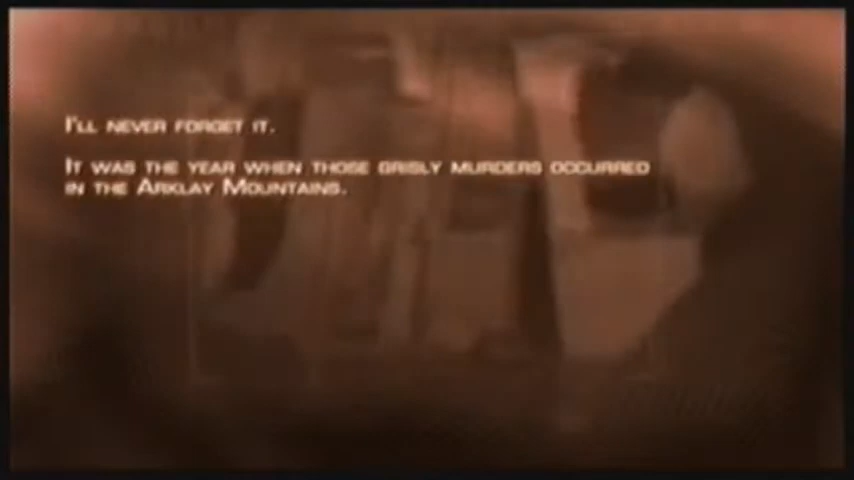 I'll never forget it.
It was the year when those grisly murders occurred
in the Arklay Mountains.